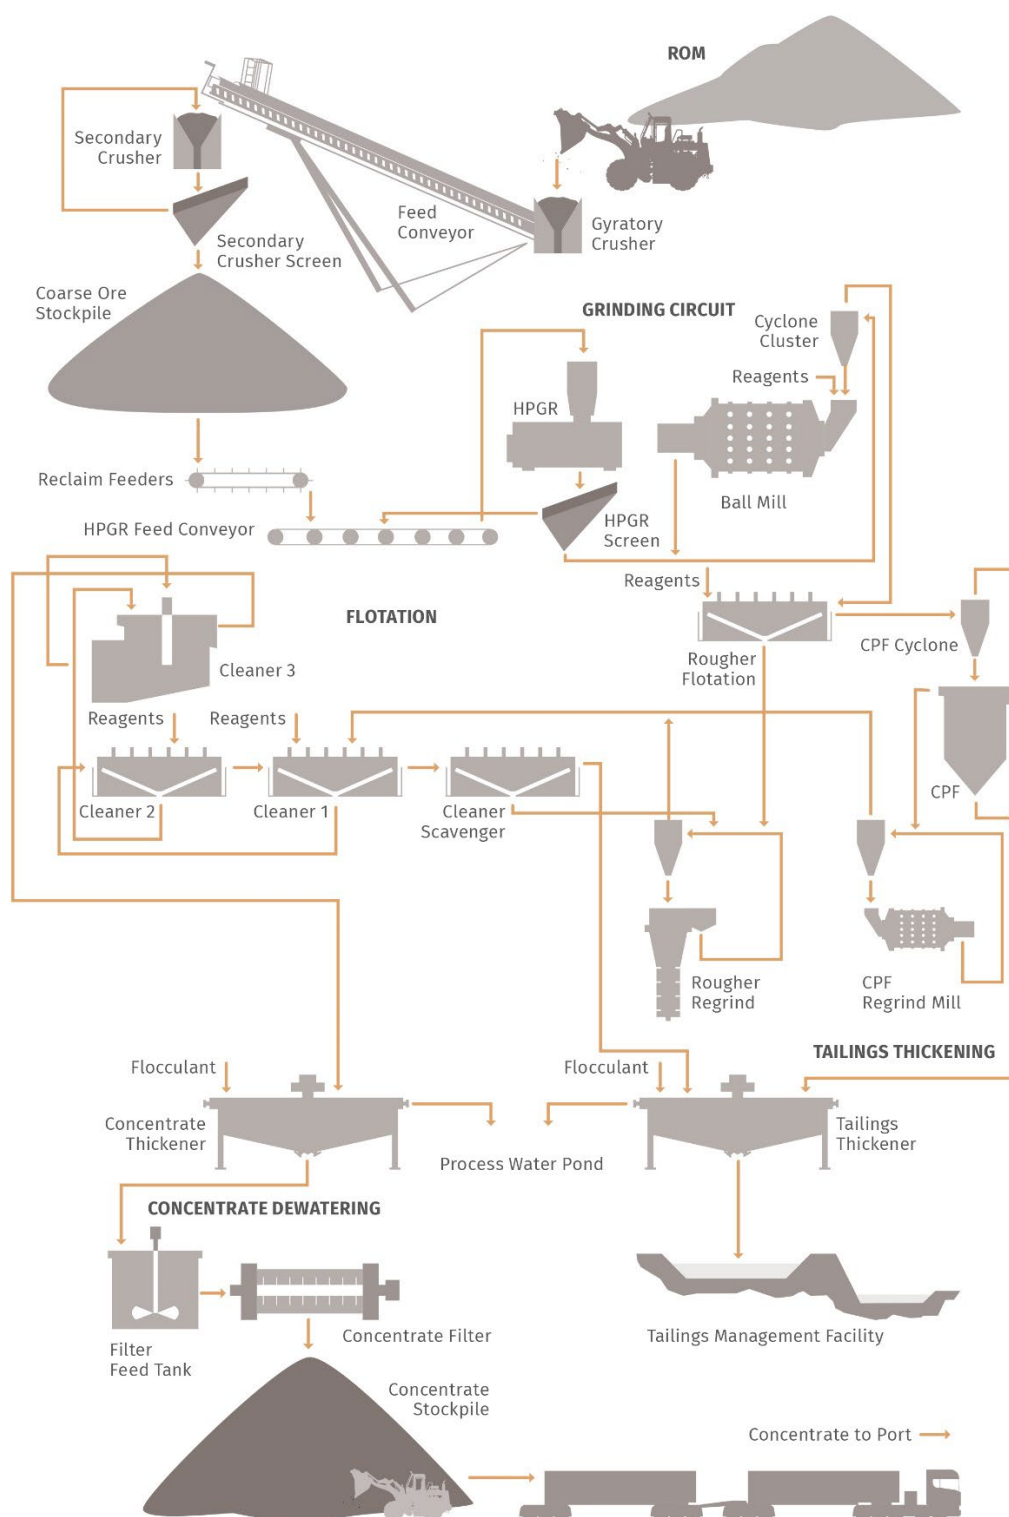 ROM
Secondary
Crusher
Feed
Conveyor
Gyratory
Crusher
Secondary
Crusher Screen
Coarse Ore
Stockpile
GRINDING CIRCUIT
Cyclone
Cluster
Reagents
HPGR
Reclaim Feeders
Ball Mill
HPGR Feed Conveyor
HPGR
Screen
Reagents
FLOTATION
CPF Cyclone
Rougher
Flotation
Cleaner 3
Reagents
Reagents
CPF
Cleaner 2
Cleaner 1
Cleaner
Scavenger
Rougher
Regrind
CPF
Regrind Mill
TAILINGS THICKENING
Flocculant
Flocculant
Concentrate
Thickener
Tailings
Thickener
Process Water Pond
CONCENTRATE DEWATERING
Concentrate Filter
Tailings Management Facility
Filter
Feed Tank
Concentrate
Stockpile
Concentrate to Port